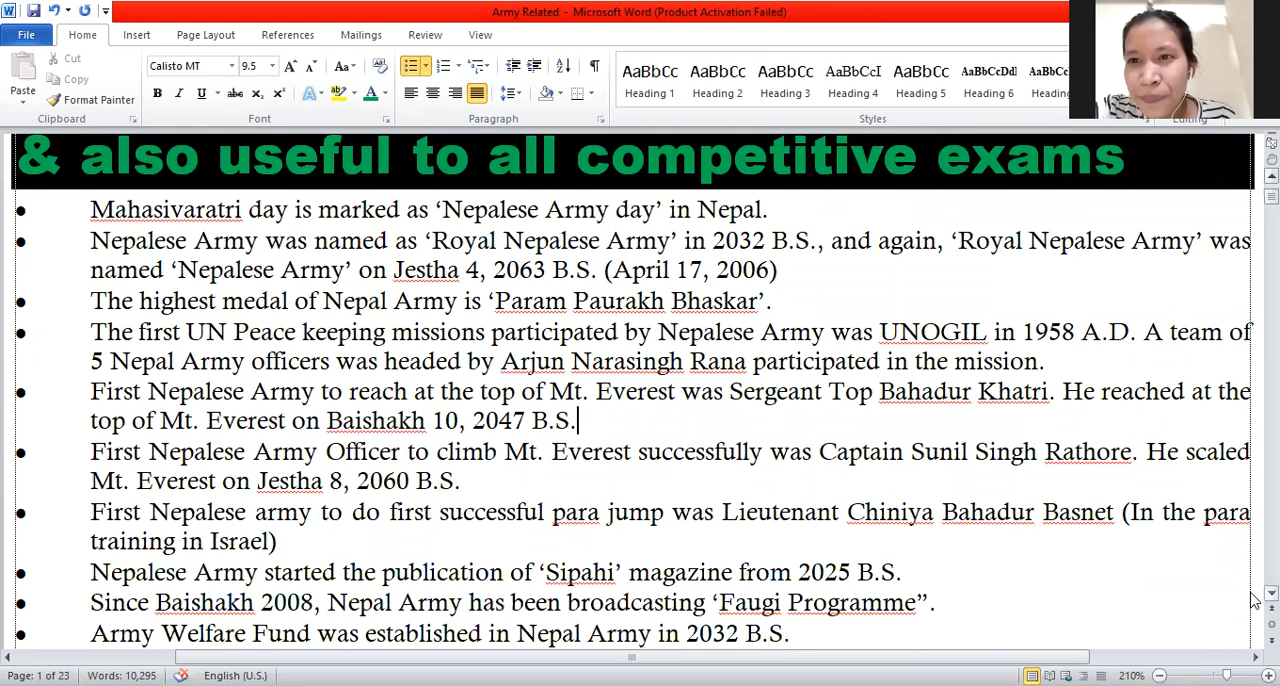 Army Related - Microsoft Word (Product Activation Failed)
File Home Insert Page Layout References Mailings Review View
Cut
Copy
Format Painter
Paste
Calisto MT 9.5
AaBbCc AaBbCc AaBbCc AaBbCcI AaBbCc AaBbCcDd AaBbCc
Heading 1 Heading 2 Heading 3 Heading 4 Heading 5 Heading 6 Heading
Clipboard Font Paragraph Styles Editing
& also useful to all competitive exams
• Mahasivaratri day is marked as ‘Nepalese Army day’ in Nepal.
• Nepalese Army was named as ‘Royal Nepalese Army’ in 2032 B.S., and again, ‘Royal Nepalese Army’ was
named ‘Nepalese Army’ on Jestha 4, 2063 B.S. (April 17, 2006)
• The highest medal of Nepal Army is ‘Param Paurakh Bhaskar’.
• The first UN Peace keeping missions participated by Nepalese Army was UNOGIL in 1958 A.D. A team of
5 Nepal Army officers was headed by Arjun Narasingh Rana participated in the mission.
• First Nepalese Army to reach at the top of Mt. Everest was Sergeant Top Bahadur Khatri. He reached at the
top of Mt. Everest on Baishakh 10, 2047 B.S.
• First Nepalese Army Officer to climb Mt. Everest successfully was Captain Sunil Singh Rathore. He scaled
Mt. Everest on Jestha 8, 2060 B.S.
• First Nepalese army to do first successful para jump was Lieutenant Chiniya Bahadur Basnet (In the para
training in Israel)
• Nepalese Army started the publication of ‘Sipahi’ magazine from 2025 B.S.
• Since Baishakh 2008, Nepal Army has been broadcasting ‘Faugi Programme”.
• Army Welfare Fund was established in Nepal Army in 2032 B.S.
Page: 1 of 23 Words: 10,295 English (U.S.) 210%